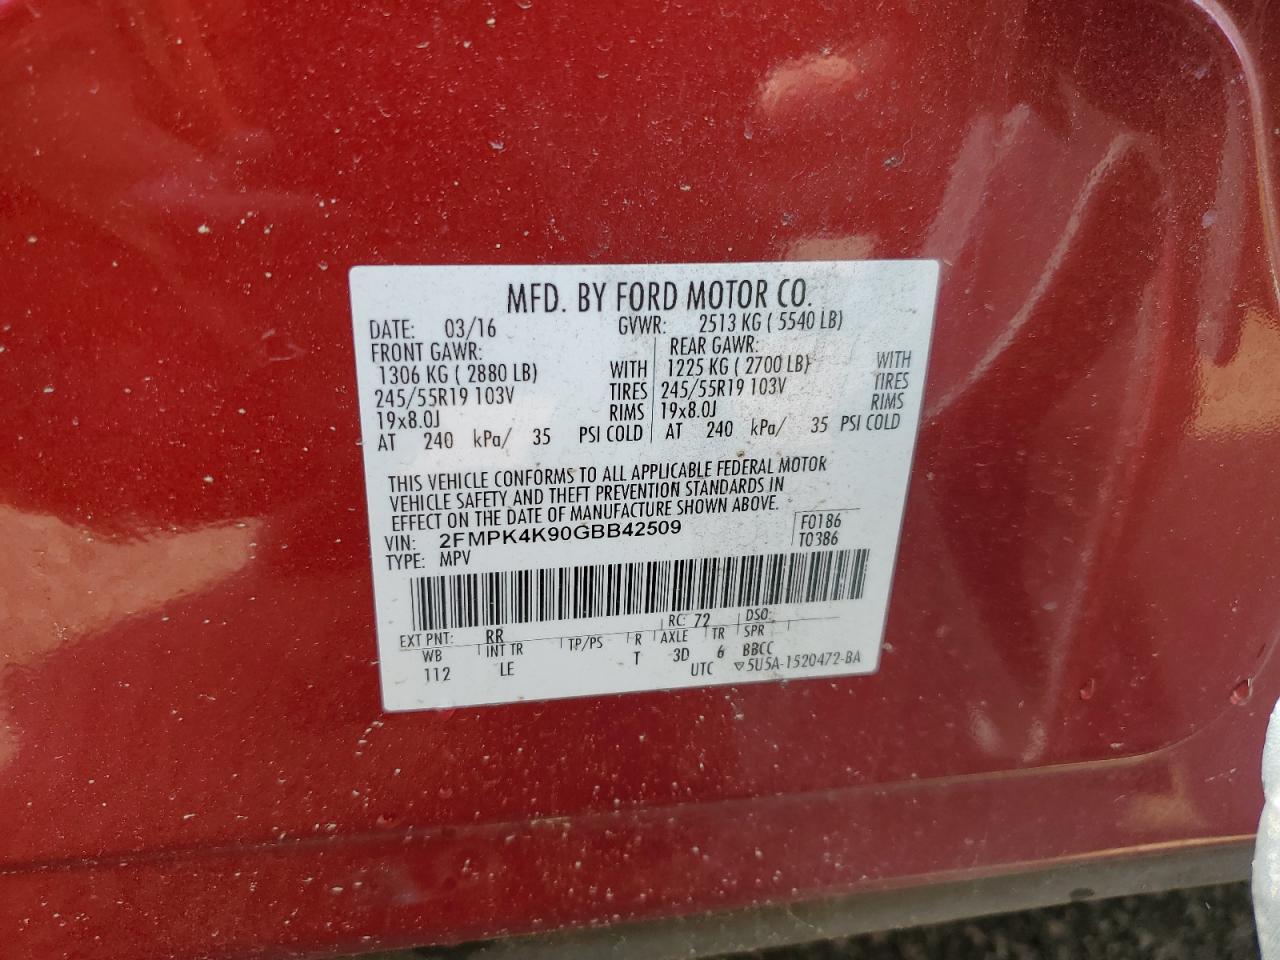 MFD. BY FORD MOTOR CO.
DATE: 03/16 GVWR: 2513 KG ( 5540 LB)
FRONT GAWR: REAR GAWR:
1306 KG ( 2880 LB) WITH 1225 KG ( 2700 LB) WITH
245/55R19 103V TIRES 245/55R19 103V TIRES
19x8.0J RIMS 19x8.0J RIMS
AT 240 kPa/ 35 PSI COLD AT 240 kPa/ 35 PSI COLD
THIS VEHICLE CONFORMS TO ALL APPLICABLE FEDERAL MOTOR
VEHICLE SAFETY AND THEFT PREVENTION STANDARDS IN
EFFECT ON THE DATE OF MANUFACTURE SHOWN ABOVE.
VIN: 2FMPK4K90GBB42509 F0186
TYPE: MPV T0386
EXT PNT: RR RC: 72 DSO:
WB INT TR TP/PS R AXLE TR SPR
112 LE T 3D 6 BBCC
UTC ▽5U5A-1520472-BA